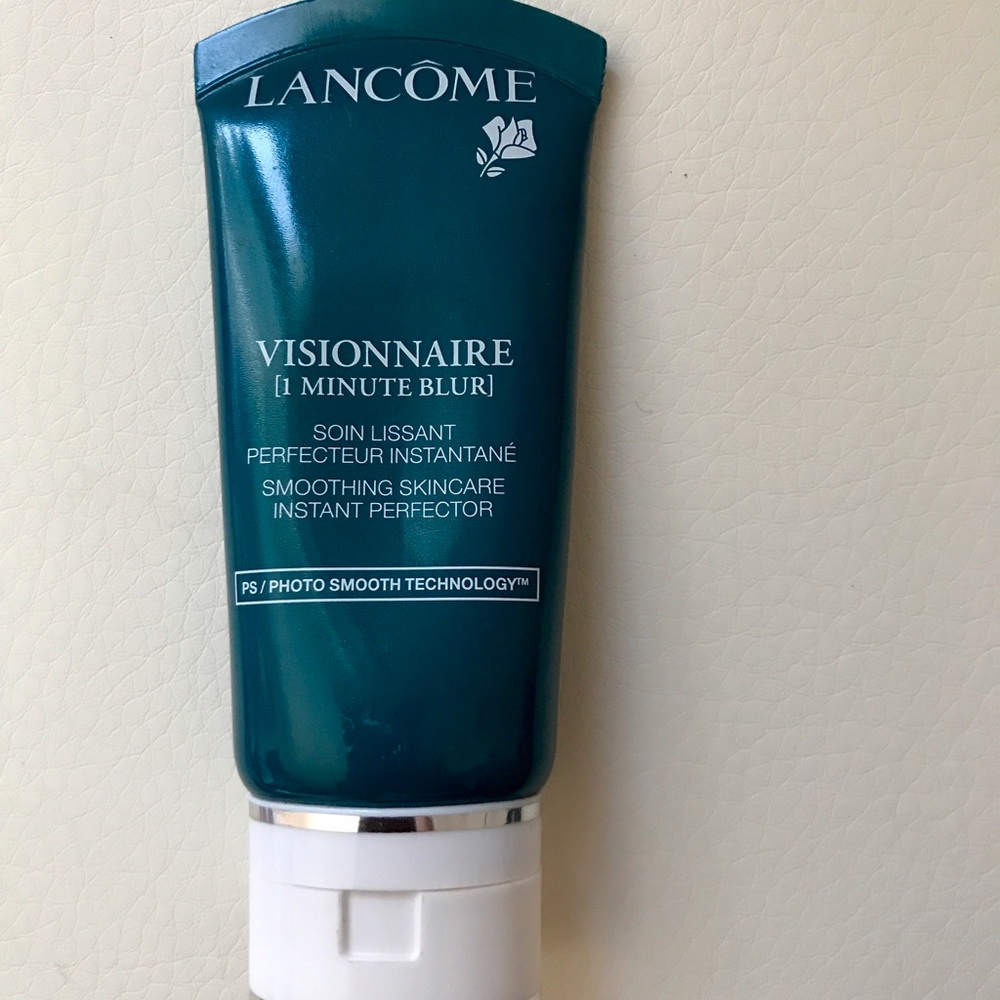 LANCÔME
VISIONNAIRE
[1 MINUTE BLUR]
SOIN LISSANT
PERFECTEUR INSTANTANÉ
SMOOTHING SKINCARE
INSTANT PERFECTOR
PS / PHOTO SMOOTH TECHNOLOGY™